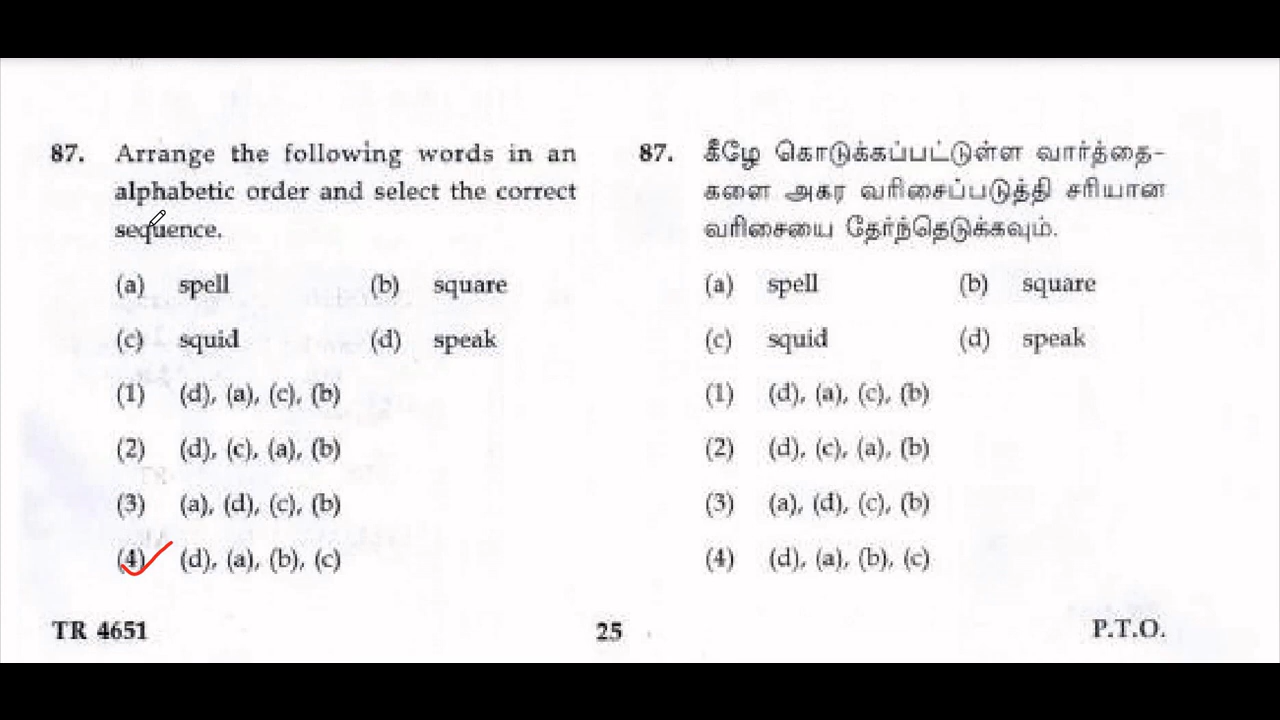 87. Arrange the following words in an
alphabetic order and select the correct
sequence.
(a) spell (b) square
(c) squid (d) speak
(1) (d), (a), (c), (b)
(2) (d), (c), (a), (b)
(3) (a), (d), (c), (b)
(4) (d), (a), (b), (c)
87. கீழே கொடுக்கப்பட்டுள்ள வார்த்தை-
களை அகர வரிசைப்படுத்தி சரியான
வரிசையை தேர்ந்தெடுக்கவும்.
(a) spell (b) square
(c) squid (d) speak
(1) (d), (a), (c), (b)
(2) (d), (c), (a), (b)
(3) (a), (d), (c), (b)
(4) (d), (a), (b), (c)
TR 4651 25 P.T.O.